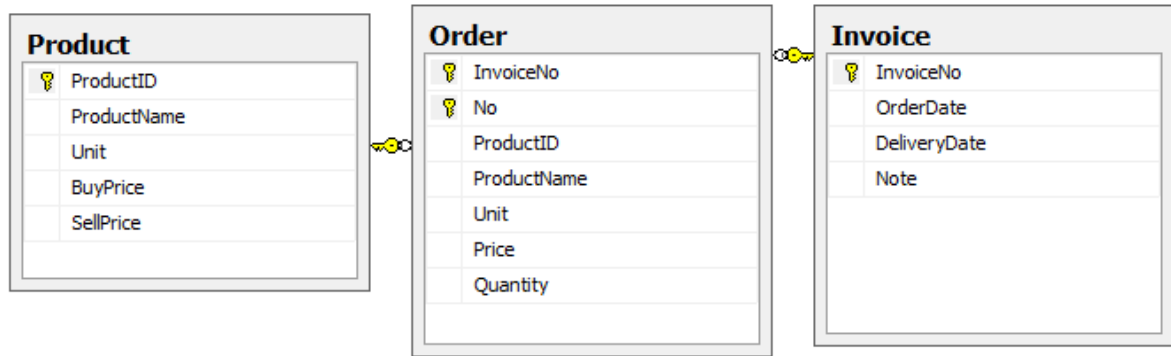 Product
ProductID
ProductName
Unit
BuyPrice
SellPrice
Order
InvoiceNo
No
ProductID
ProductName
Unit
Price
Quantity
Invoice
InvoiceNo
OrderDate
DeliveryDate
Note